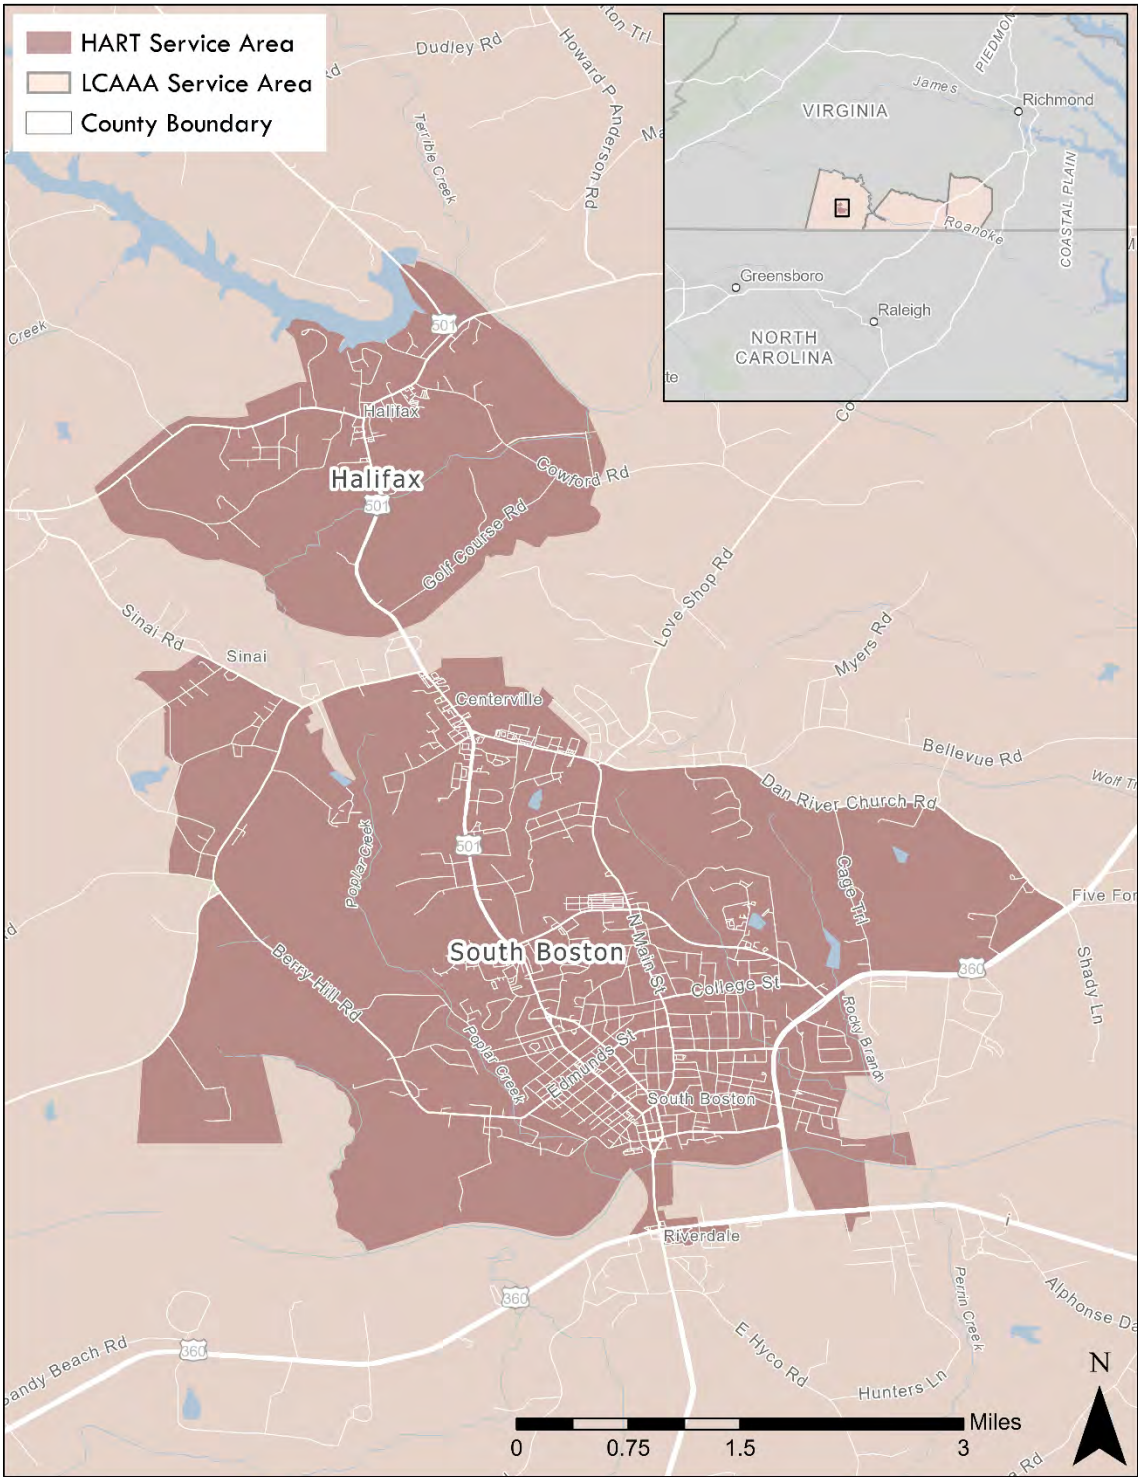 HART Service Area
LCAAA Service Area
County Boundary
Dudley Rd
Howard P Anderson Rd
Terrible Creek
VIRGINIA
James
PIEDMON
Richmond
COASTAL PLAIN
Roanoke
Greensboro
Raleigh
NORTH
CAROLINA
Creek
501
Halifax
Halifax
501
Cowford Rd
Golf Course Rd
Love Shop Rd
Sinai Rd
Sinai
Myers Rd
Centerville
Bellevue Rd
Dan River Church Rd
501
Poplar Creek
Cage Trl
Five For
N Main St
South Boston
Berry Hill Rd
College St
360
Shady Ln
Rocky Branch
Poplar Creek
Edmunds St
South Boston
Riverdale
360
Perrin Creek
Alphonse Da
360
Sandy Beach Rd
E Hyco Rd
Hunters Ln
N
Miles
0 0.75 1.5 3